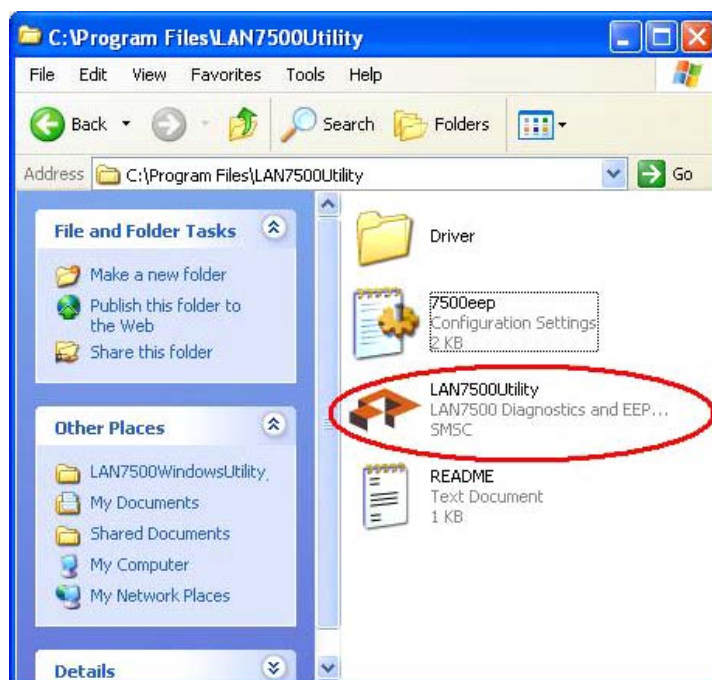 C:\Program Files\LAN7500Utility
File Edit View Favorites Tools Help
Back Search Folders
Address C:\Program Files\LAN7500Utility Go
File and Folder Tasks
Make a new folder
Publish this folder to
the Web
Share this folder
Other Places
LAN7500WindowsUtility,
My Documents
Shared Documents
My Computer
My Network Places
Details
Driver
7500eep
Configuration Settings
2 KB
LAN7500Utility
LAN7500 Diagnostics and EEP...
SMSC
README
Text Document
1 KB